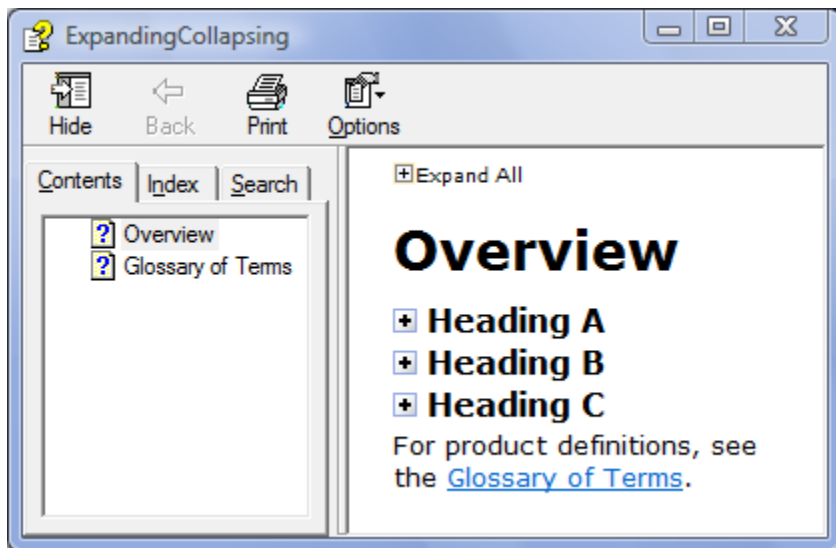 ExpandingCollapsing
Hide Back Print Options
Contents Index Search
Overview
Glossary of Terms
Expand All
Overview
Heading A
Heading B
Heading C
For product definitions, see
the Glossary of Terms.